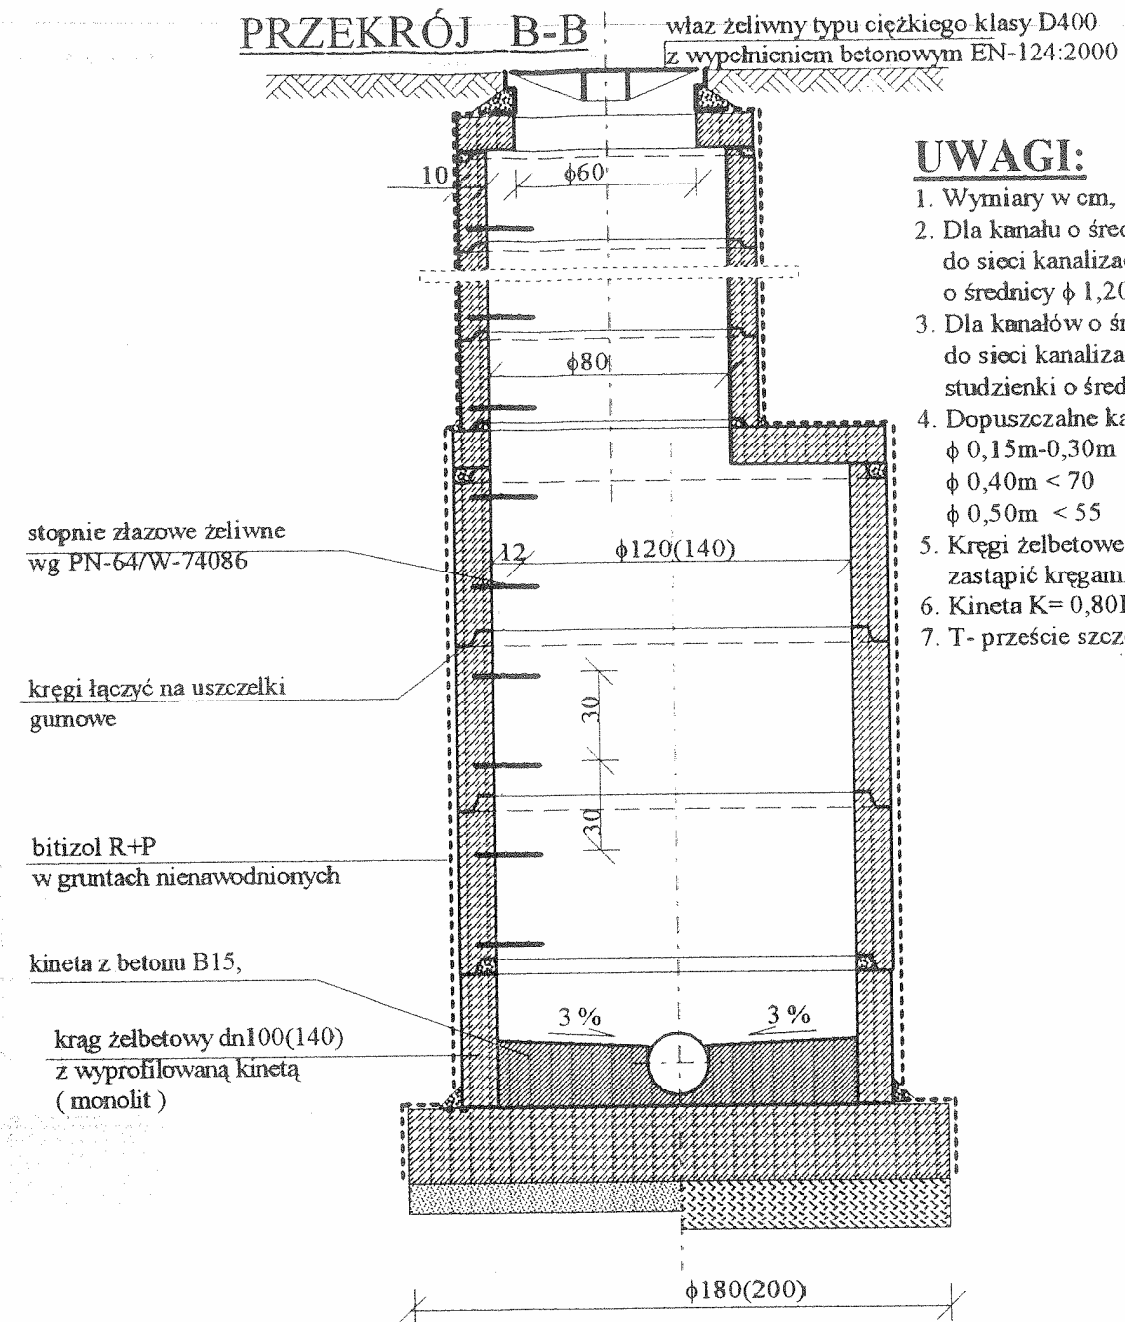 PRZEKRÓJ B-B
właz żeliwny typu ciężkiego klasy D400
z wypełnieniem betonowym EN-124:2000
UWAGI:
1. Wymiary w cm,
2. Dla kanału o śred
do sieci kanaliza
o średnicy ϕ 1,20
3. Dla kanałów o śr
do sieci kanaliza
studzienki o śred
4. Dopuszczalne ka
ϕ 0,15m-0,30m
ϕ 0,40m < 70
ϕ 0,50m < 55
5. Kręgi żelbetowe
zastąpić kręgam
6. Kineta K= 0,80
7. T- przeście szcz
10
ϕ60
ϕ80
stopnie złazowe żeliwne
wg PN-64/W-74086
12
ϕ120(140)
kręgi łączyć na uszczelki
gumowe
30
30
bitizol R+P
w gruntach nienawodnionych
kineta z betonu B15,
3 %
3 %
krąg żelbetowy dn100(140)
z wyprofilowaną kinetą
( monolit )
ϕ180(200)